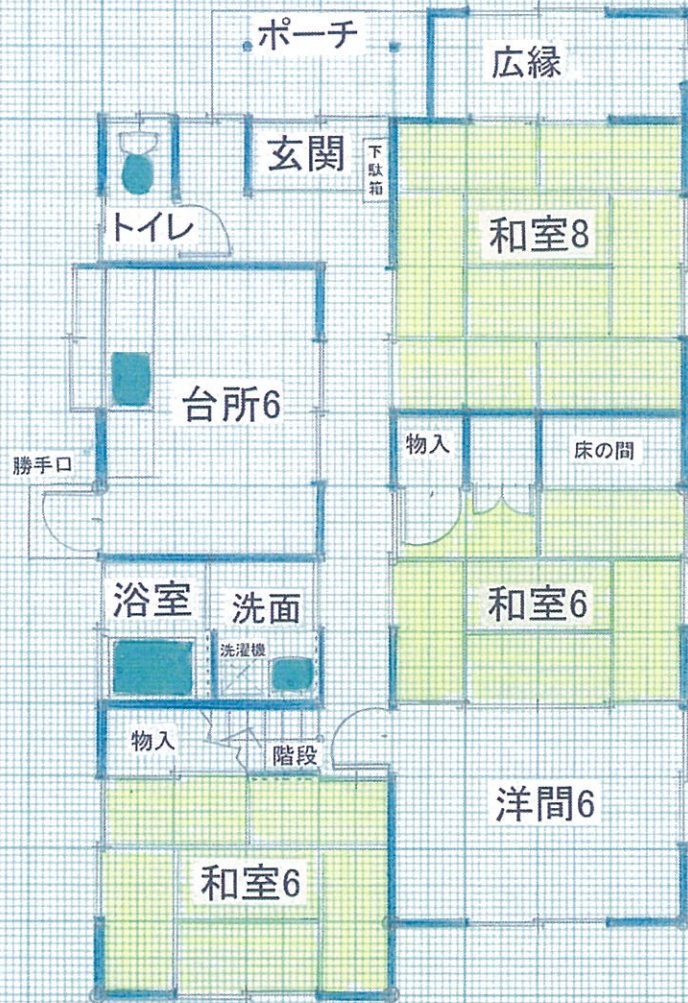 ポーチ
広縁
玄関
下駄箱
トイレ
和室8
台所6
物入
床の間
勝手口
浴室
洗面
洗濯機
和室6
物入
階段
洋間6
和室6